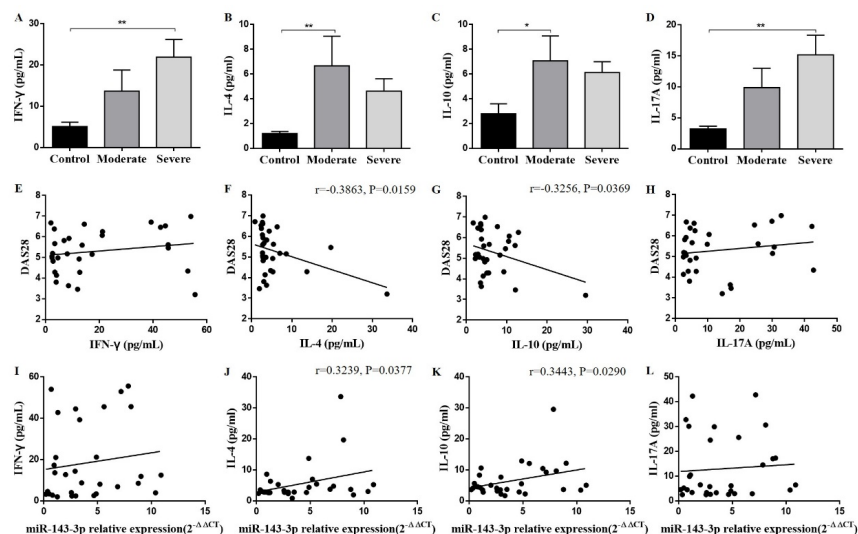 A
**
IFN-γ (pg/mL)
30
20
10
0
Control Moderate Severe
B
**
IL-4 (pg/ml)
10
8
6
4
2
0
Control Moderate Severe
C
*
IL-10 (pg/ml)
10
8
6
4
2
0
Control Moderate Severe
D
**
IL-17A (pg/ml)
20
15
10
5
0
Control Moderate Severe
E
DAS28
8
7
6
5
4
3
2
0 20 40 60
IFN-γ (pg/mL)
F
r=-0.3863, P=0.0159
DAS28
8
7
6
5
4
3
2
0 10 20 30 40
IL-4 (pg/mL)
G
r=-0.3256, P=0.0369
DAS28
8
7
6
5
4
3
2
0 10 20 30 40
IL-10 (pg/mL)
H
DAS28
8
7
6
5
4
3
2
0 10 20 30 40 50
IL-17A (pg/mL)
I
IFN-γ (pg/ml)
60
40
20
0
0 5 10 15
miR-143-3p relative expression(2-ΔΔCT)
J
r=0.3239, P=0.0377
IL-4 (pg/ml)
40
30
20
10
0
0 5 10 15
miR-143-3p relative expression(2-ΔΔCT)
K
r=0.3443, P=0.0290
IL-10 (pg/ml)
40
30
20
10
0
0 5 10 15
miR-143-3p relative expression(2-ΔΔCT)
L
IL-17A (pg/ml)
50
40
30
20
10
0
0 5 10 15
miR-143-3p relative expression(2-ΔΔCT)